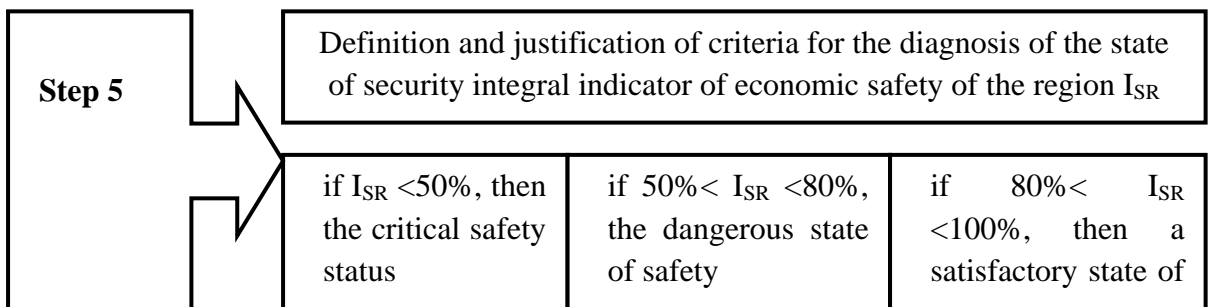 Step 5
Definition and justification of criteria for the diagnosis of the state
of security integral indicator of economic safety of the region I_SR
if I_SR <50%, then
the critical safety
status
if 50%< I_SR <80%,
the dangerous state
of safety
if 80%< I_SR
<100%, then a
satisfactory state of